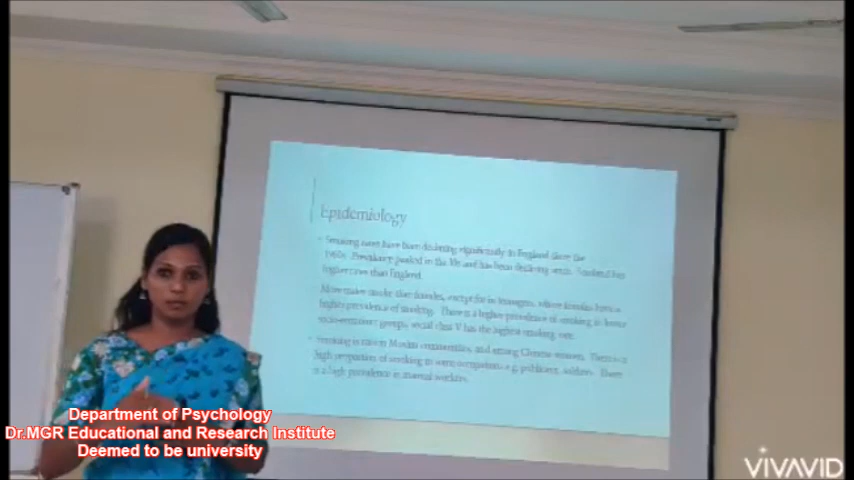 Epidemiology
Smoking rates have been declining significantly in England since the
1960s. Prevalency peaked in the and has been declining since. Scotland has
higher rates than England.
More males smoke than females, except for in teenagers, where females have a
higher prevalence of smoking. There is a higher prevalence of smoking in lower
socio-economic groups, social class V has the highest smoking rate.
Smoking is rare in Muslim communities, and among Chinese women. There is a
high proportion of smoking in some occupations e.g. publicans, soldiers. There
is a high prevalence in manual workers.
Department of Psychology
Dr.MGR Educational and Research Institute
Deemed to be university
VIVAVID